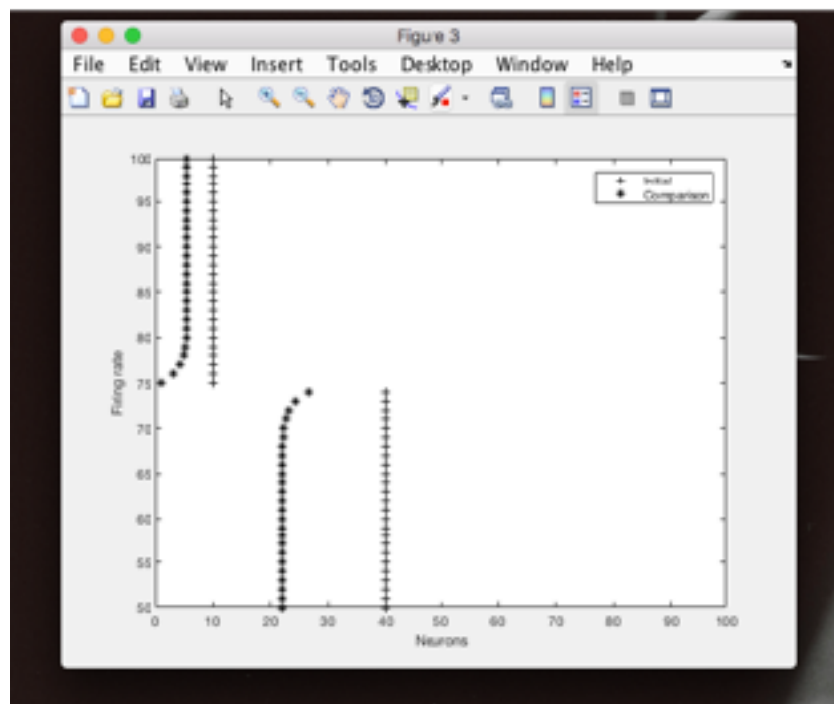 Figure 3
File Edit View Insert Tools Desktop Window Help
100
95
90
85
80
75
70
65
60
55
50
Firing rate
Initial
Comparison
0 10 20 30 40 50 60 70 80 90 100
Neurons